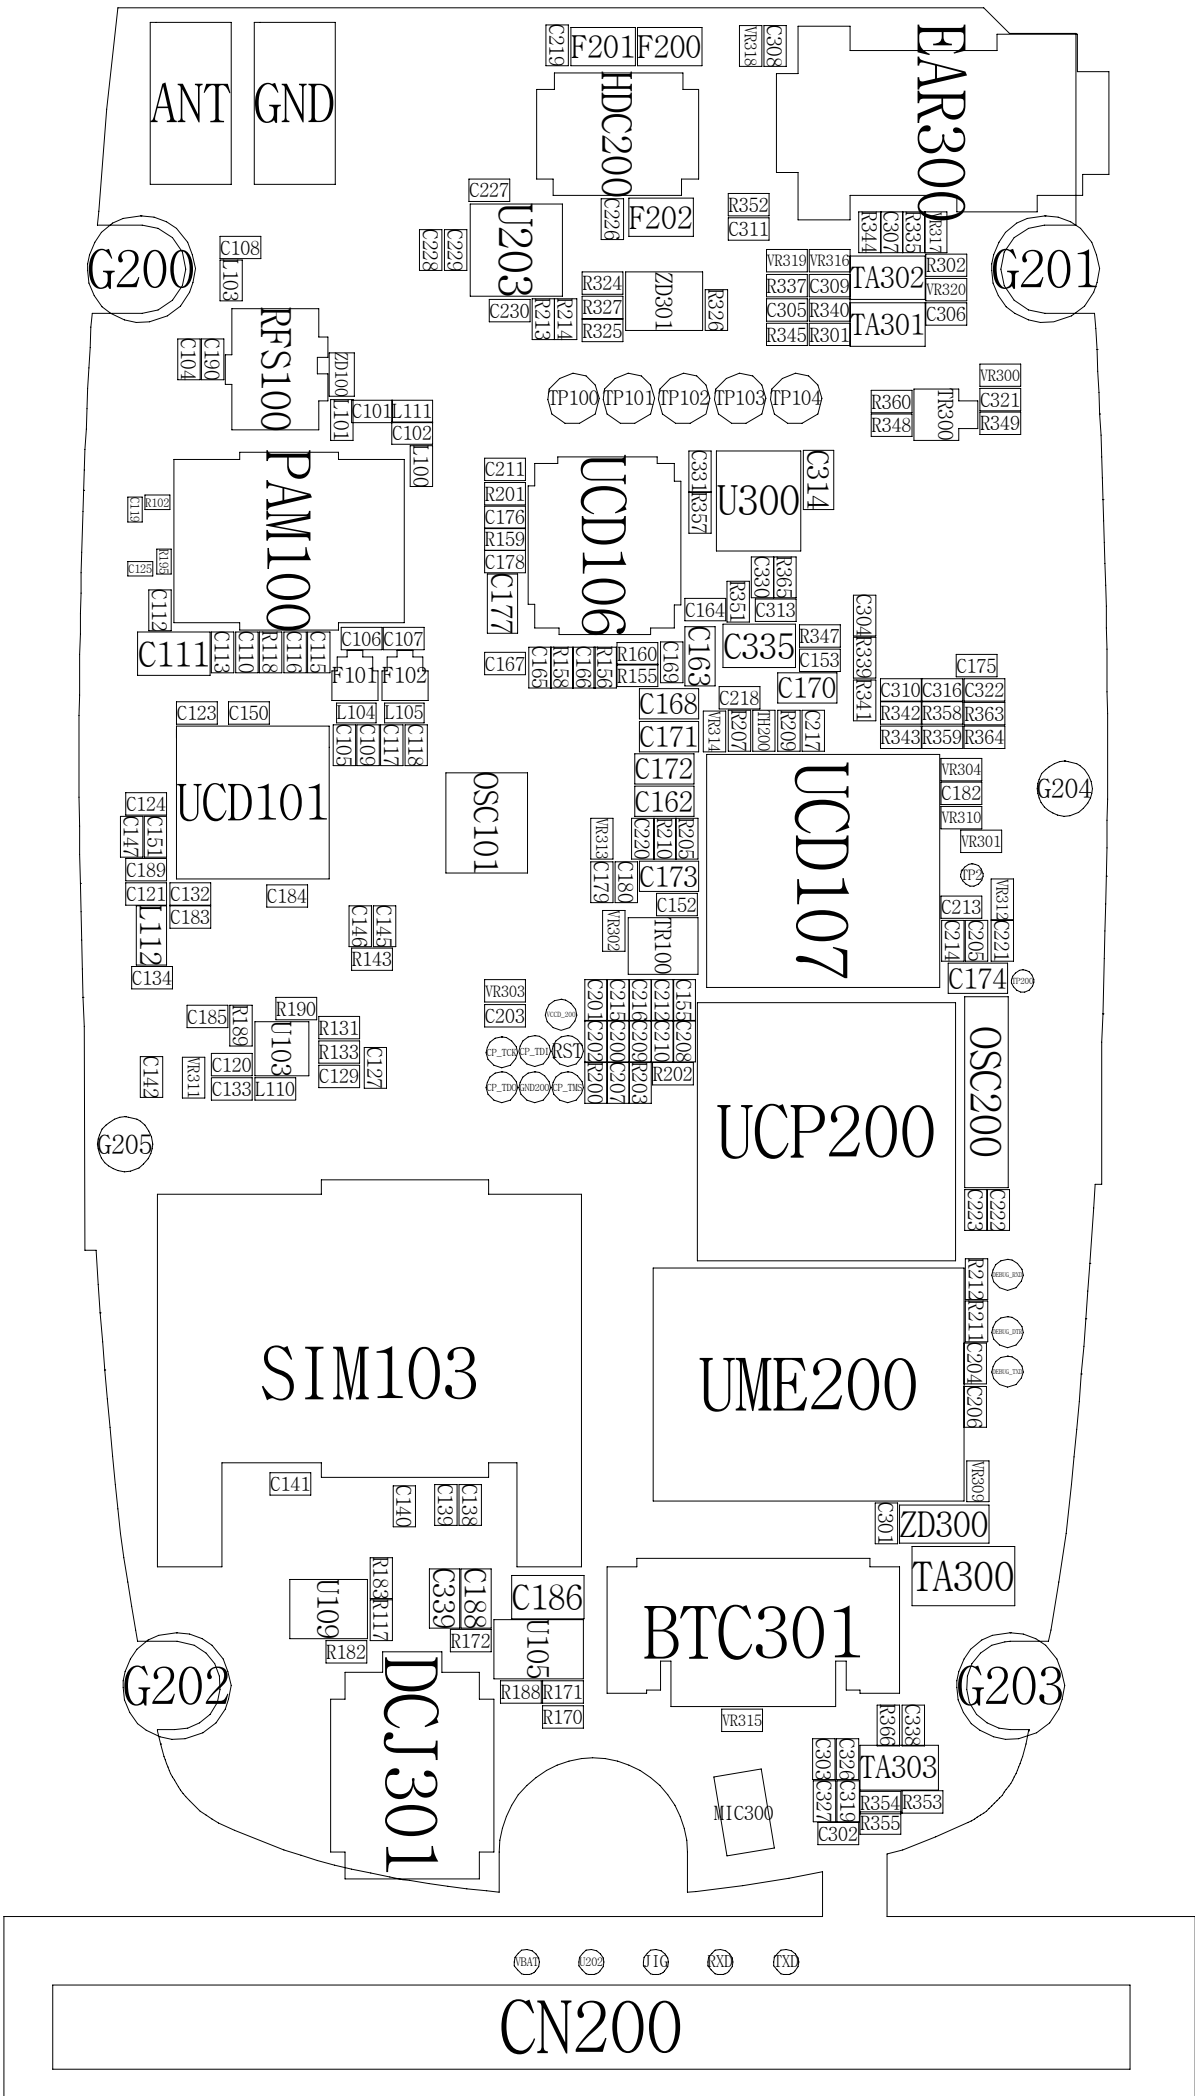 C219
F201
F200
VR318
C308
EAR300
ANT
GND
HDC200
C227
U203
C226
F202
R352
C311
R344
C307
R335
VR317
G200
C108
L103
C228
C229
C230
R213
R214
R324
R327
R325
ZD301
R326
VR319
VR316
R337
C309
C305
R340
R345
R301
TA302
TA301
R302
VR320
C306
G201
C104
C190
RFS100
ZD100
L101
C101
L111
C102
L100
TP100
TP101
TP102
TP103
TP104
R360
R348
TR300
VR300
C321
R349
PAM100
C119
R102
C125
R195
C112
C211
R201
C176
R159
C178
C177
UCD106
C331
R357
U300
C314
C330
R365
R351
C313
C164
C304
R339
R341
C111
C113
C110
R118
C116
C115
C106
C107
F101
F102
C167
C165
R158
C166
R156
R160
R155
C169
C163
C335
R347
C153
C170
C175
C310
C316
C322
R342
R358
R363
R343
R359
R364
C123
C150
L104
L105
C105
C109
C117
C118
C168
C171
C218
VR314
R207
TH200
R209
C217
UCD101
OSC101
C172
C162
UCD107
VR304
C182
VR310
VR301
G204
C124
C147
C151
C189
C121
C132
C183
C184
L112
C134
C146
C145
R143
VR313
C220
R210
R205
C179
C180
C173
C152
VR302
TR100
TP2
C213
VR312
C214
C205
C221
C174
TP200
VR303
C203
VCCD_200
C201
C215
C216
C212
C155
C202
C200
C209
C210
C208
R200
C207
R203
R202
C185
R189
R190
U103
R131
R133
C129
C127
C142
VR311
C120
C133
L110
CP_TCK
CP_TDI
RST
CP_TDO
GND200
CP_TMS
UCP200
OSC200
G205
C223
C222
SIM103
UME200
R212
R211
C204
C206
DEBUG_RXD
DEBUG_DTR
DEBUG_TXD
C141
C140
C139
C138
VR309
C301
ZD300
TA300
U109
R183
R117
R182
C339
C188
R172
C186
U105
R188
R171
R170
BTC301
G202
G203
DCJ301
VR315
R366
C338
C303
C326
TA303
C327
C319
R354
R353
R355
C302
MIC300
VBAT
U202
JIG
RXD
TXD
CN200